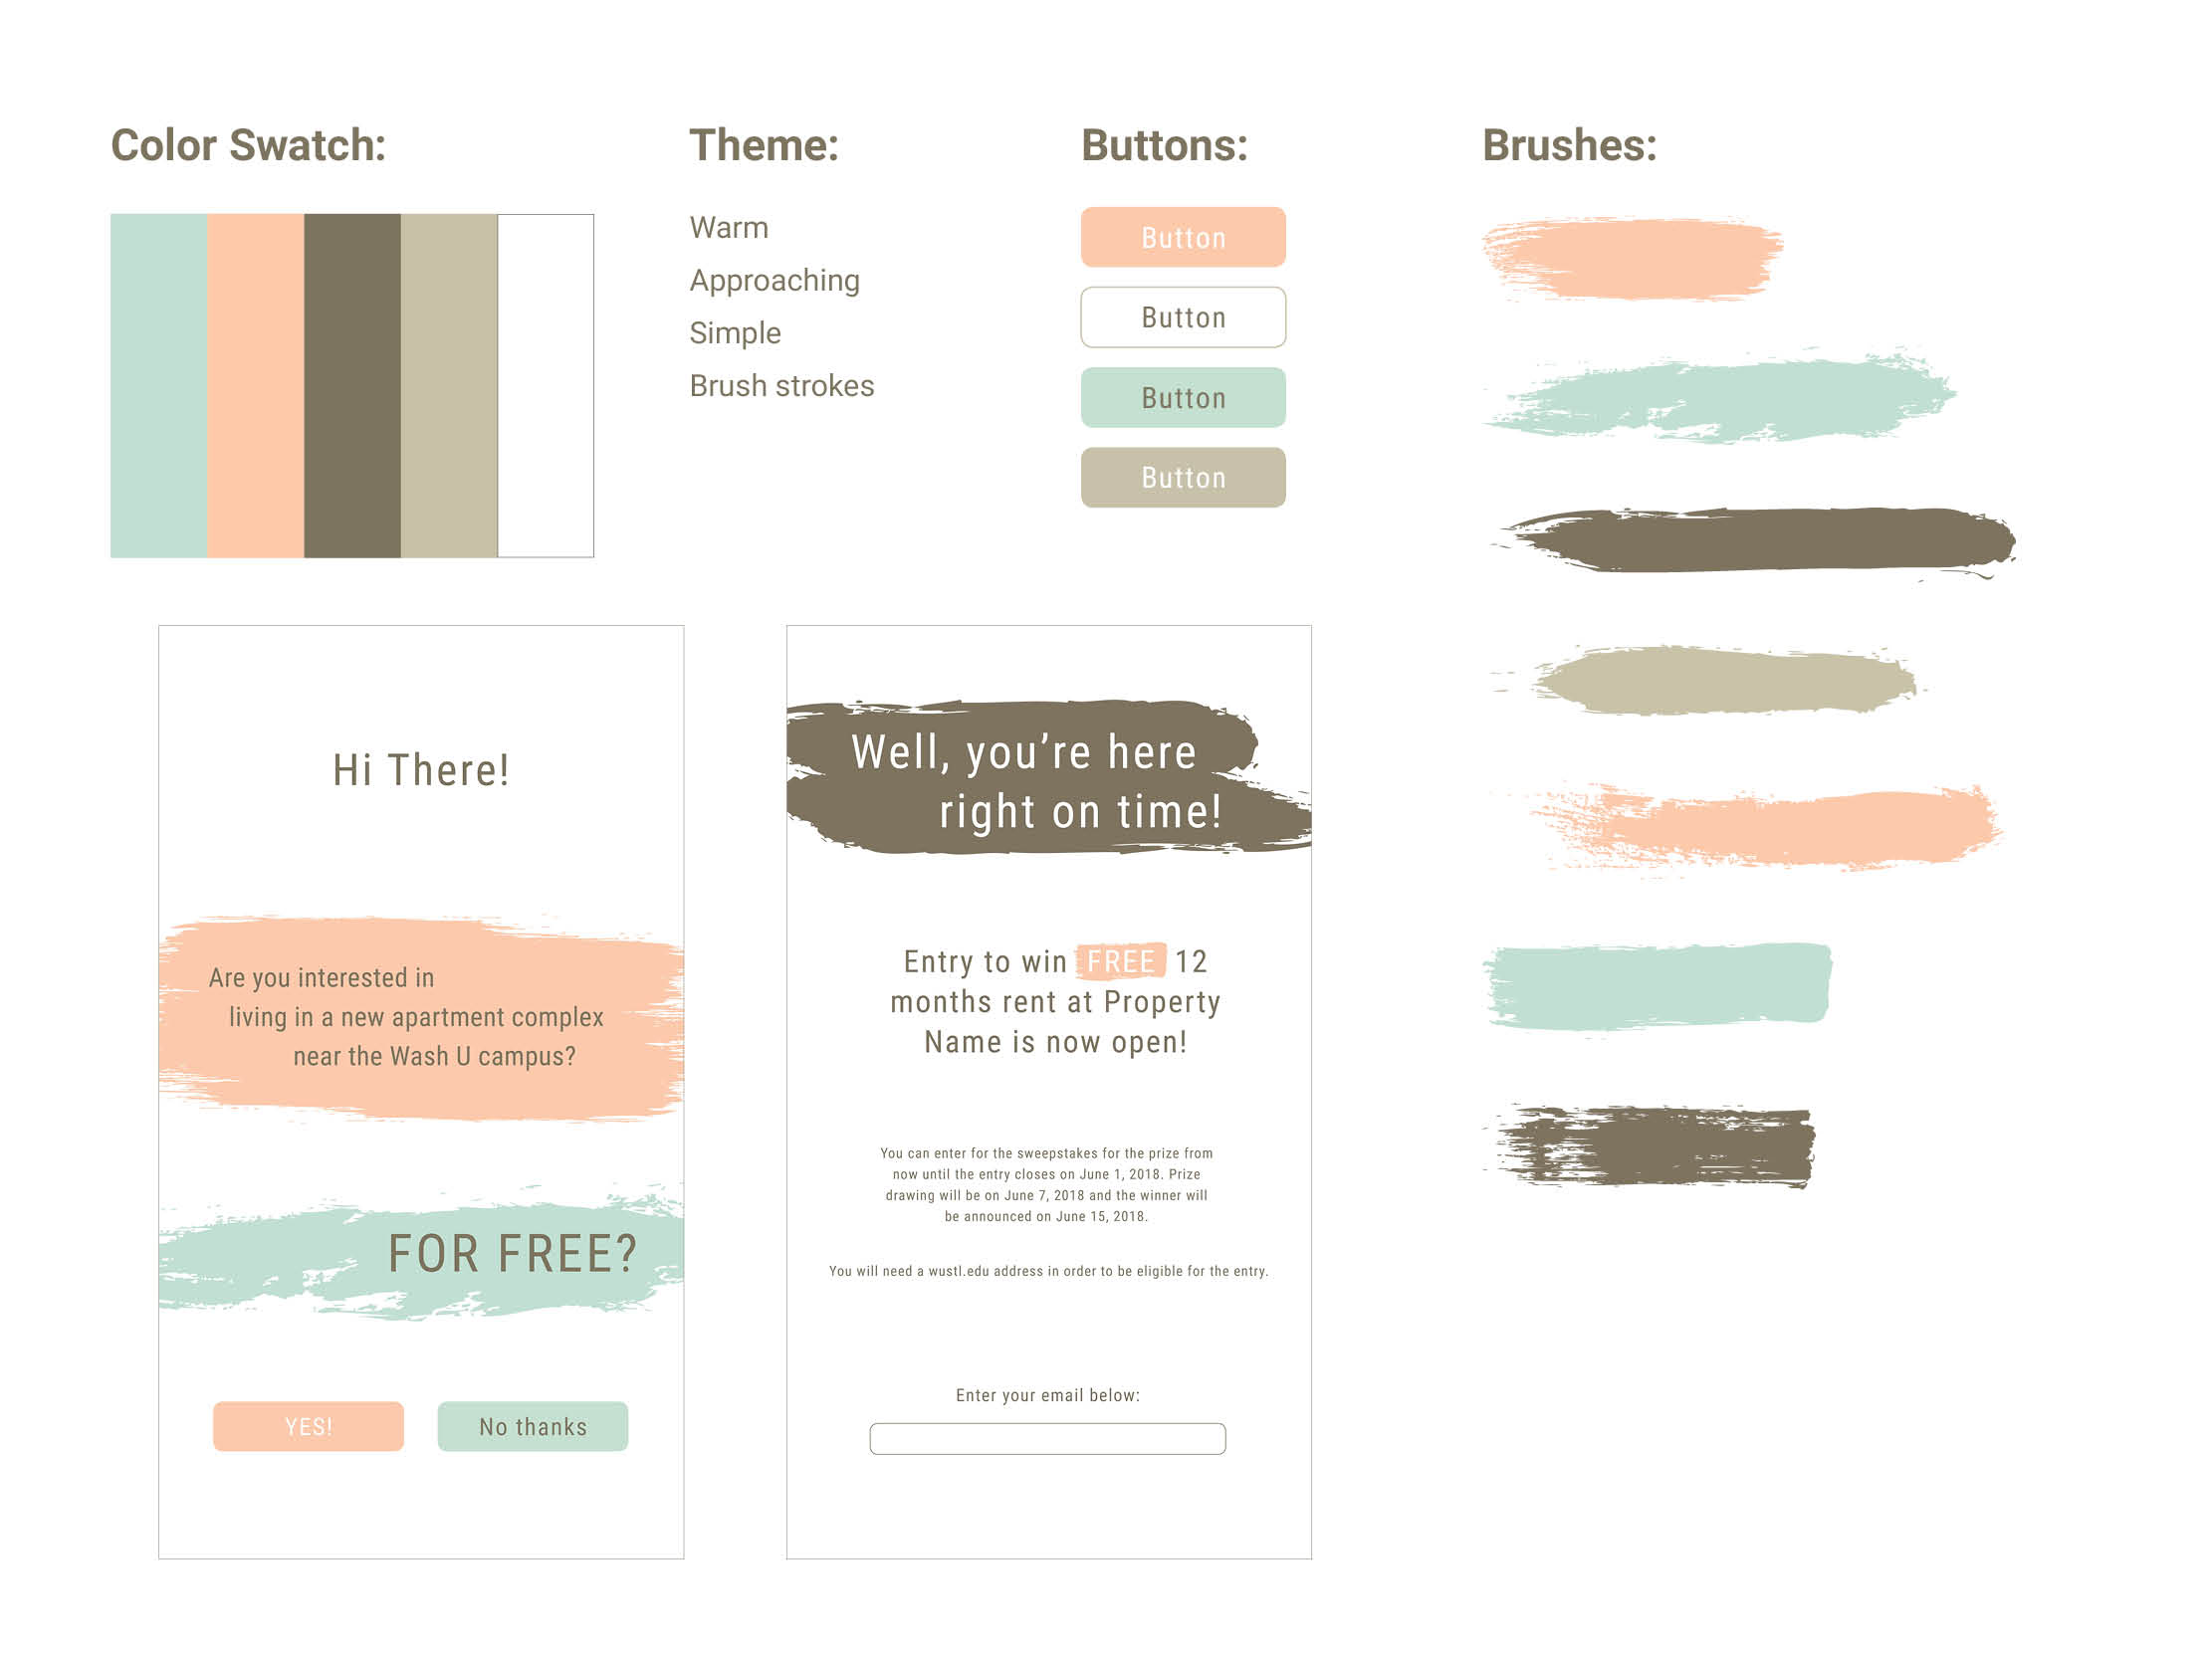 Color Swatch:
Theme:
Warm
Approaching
Simple
Brush strokes
Buttons:
Button
Button
Button
Button
Brushes:
Hi There!
Are you interested in
living in a new apartment complex
near the Wash U campus?
FOR FREE?
YES!
No thanks
Well, you’re here
right on time!
Entry to win FREE 12
months rent at Property
Name is now open!
You can enter for the sweepstakes for the prize from
now until the entry closes on June 1, 2018. Prize
drawing will be on June 7, 2018 and the winner will
be announced on June 15, 2018.
You will need a wustl.edu address in order to be eligible for the entry.
Enter your email below: